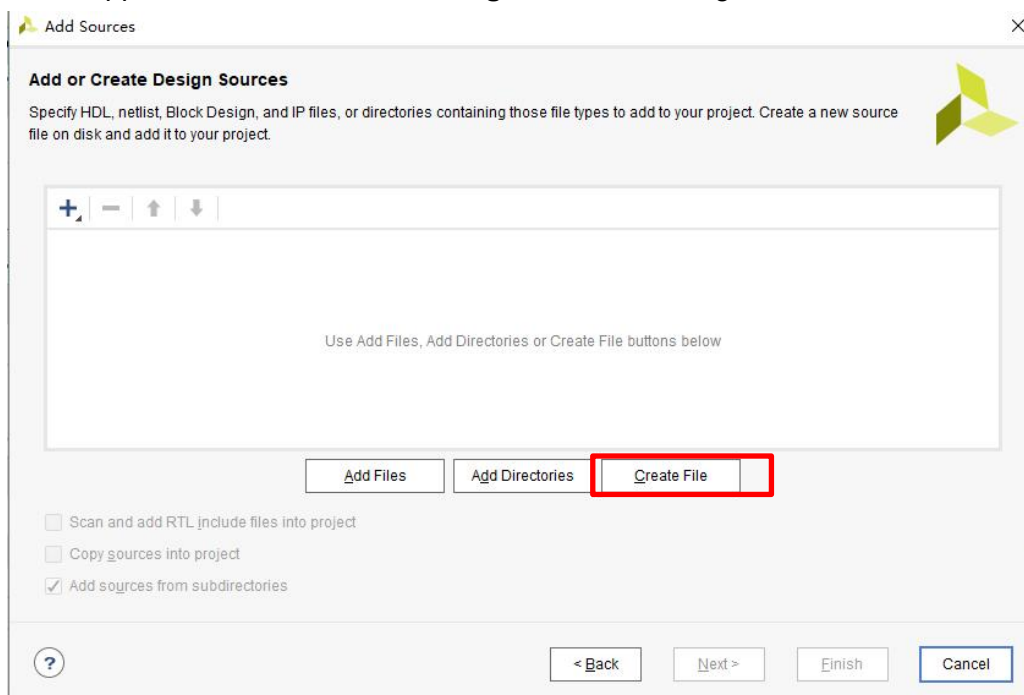 Add Sources
Add or Create Design Sources
Specify HDL, netlist, Block Design, and IP files, or directories containing those file types to add to your project. Create a new source
file on disk and add it to your project.
Use Add Files, Add Directories or Create File buttons below
Add Files Add Directories Create File
Scan and add RTL include files into project
Copy sources into project
Add sources from subdirectories
? < Back Next > Finish Cancel